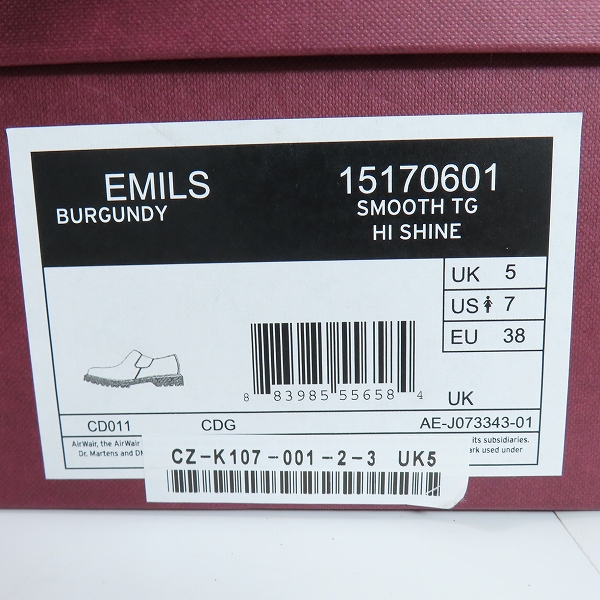 EMILS 15170601
BURGUNDY SMOOTH TG
HI SHINE
UK 5
US 7
EU 38
8 83985 55658 4
UK
CD011 CDG AE-J073343-01
AirWair, the AirWair its subsidiaries.
Dr. Martens and DM rk used under
CZ-K107-001-2-3 UK5